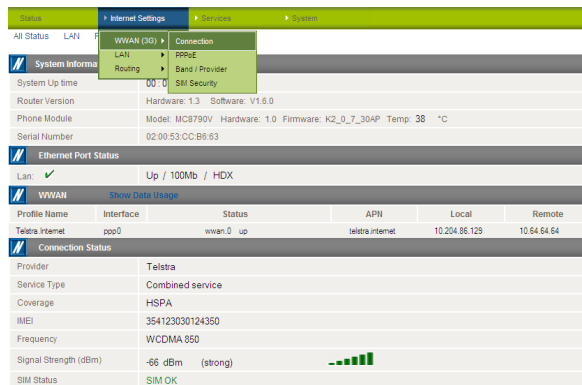 Status Internet Settings Services System
All Status LAN
WWAN (3G) Connection
LAN PPPoE
Routing Band / Provider
SIM Security
System Informa
System Up time 00 : 0
Router Version Hardware: 1.3 Software: V1.6.0
Phone Module Model: MC8790V Hardware: 1.0 Firmware: K2_0_7_30AP Temp: 38 °C
Serial Number 02:00:53:CC:B6:63
Ethernet Port Status
Lan: Up / 100Mb / HDX
WWAN Show Data Usage
Profile Name Interface Status APN Local Remote
Telstra.Internet ppp0 wwan.0 up telstra.internet 10.204.86.129 10.64.64.64
Connection Status
Provider Telstra
Service Type Combined service
Coverage HSPA
IMEI 354123030124350
Frequency WCDMA 850
Signal Strength (dBm) -66 dBm (strong)
SIM Status SIM OK